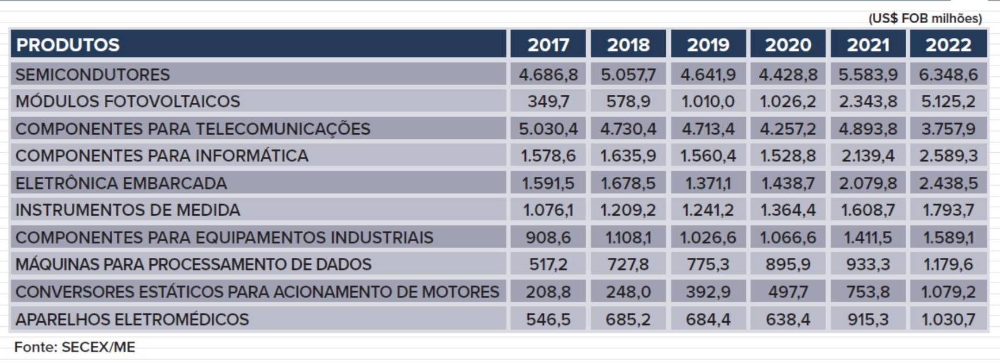 (US$ FOB milhões)
PRODUTOS 2017 2018 2019 2020 2021 2022
SEMICONDUTORES 4.686,8 5.057,7 4.641,9 4.428,8 5.583,9 6.348,6
MÓDULOS FOTOVOLTAICOS 349,7 578,9 1.010,0 1.026,2 2.343,8 5.125,2
COMPONENTES PARA TELECOMUNICAÇÕES 5.030,4 4.730,4 4.713,4 4.257,2 4.893,8 3.757,9
COMPONENTES PARA INFORMÁTICA 1.578,6 1.635,9 1.560,4 1.528,8 2.139,4 2.589,3
ELETRÔNICA EMBARCADA 1.591,5 1.678,5 1.371,1 1.438,7 2.079,8 2.438,5
INSTRUMENTOS DE MEDIDA 1.076,1 1.209,2 1.241,2 1.364,4 1.608,7 1.793,7
COMPONENTES PARA EQUIPAMENTOS INDUSTRIAIS 908,6 1.108,1 1.026,6 1.066,6 1.411,5 1.589,1
MÁQUINAS PARA PROCESSAMENTO DE DADOS 517,2 727,8 775,3 895,9 933,3 1.179,6
CONVERSORES ESTÁTICOS PARA ACIONAMENTO DE MOTORES 208,8 248,0 392,9 497,7 753,8 1.079,2
APARELHOS ELETROMÉDICOS 546,5 685,2 684,4 638,4 915,3 1.030,7
Fonte: SECEX/ME